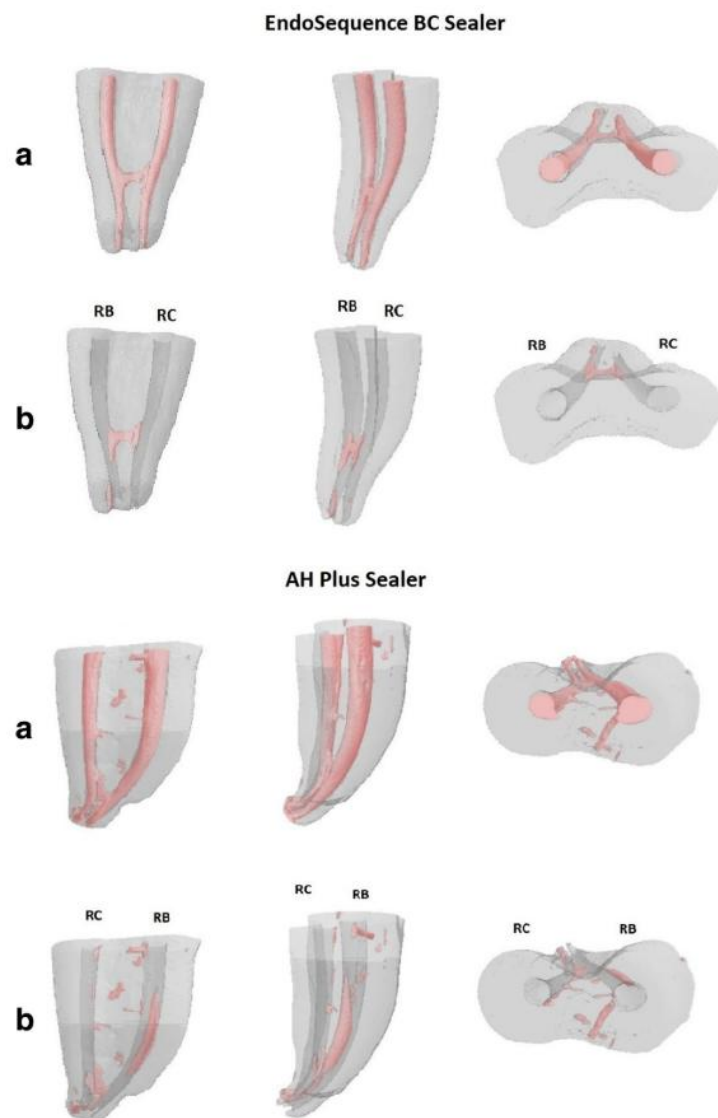 EndoSequence BC Sealer
a
RB RC
RB RC
RB RC
b
AH Plus Sealer
a
RC RB
RC RB
RC RB
b